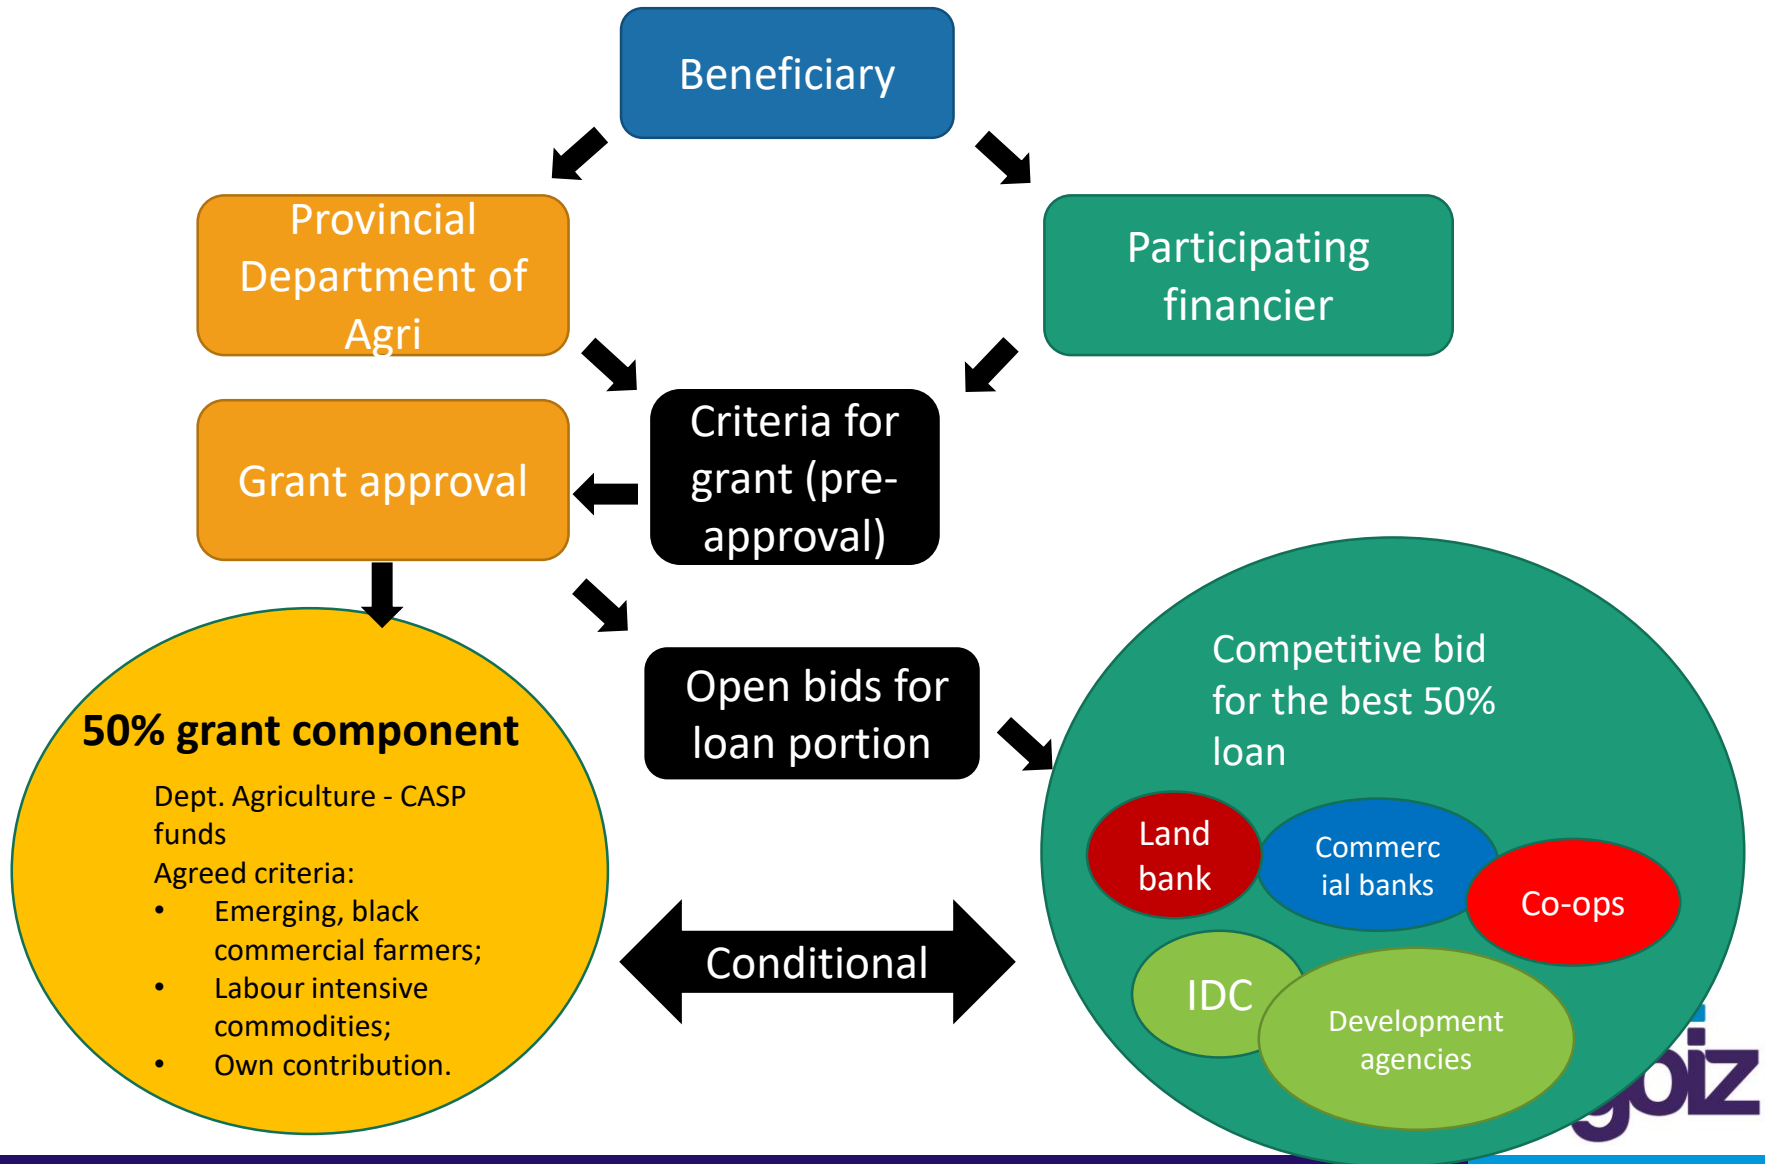 Beneficiary
Provincial
Department of
Agri
Participating
financier
Criteria for
grant (pre-
approval)
Grant approval
Open bids for
loan portion
50% grant component
Dept. Agriculture - CASP
funds
Agreed criteria:
• Emerging, black
commercial farmers;
• Labour intensive
commodities;
• Own contribution.
Conditional
Competitive bid
for the best 50%
loan
Land
bank
Commerc
ial banks
Co-ops
IDC
Development
agencies
biz